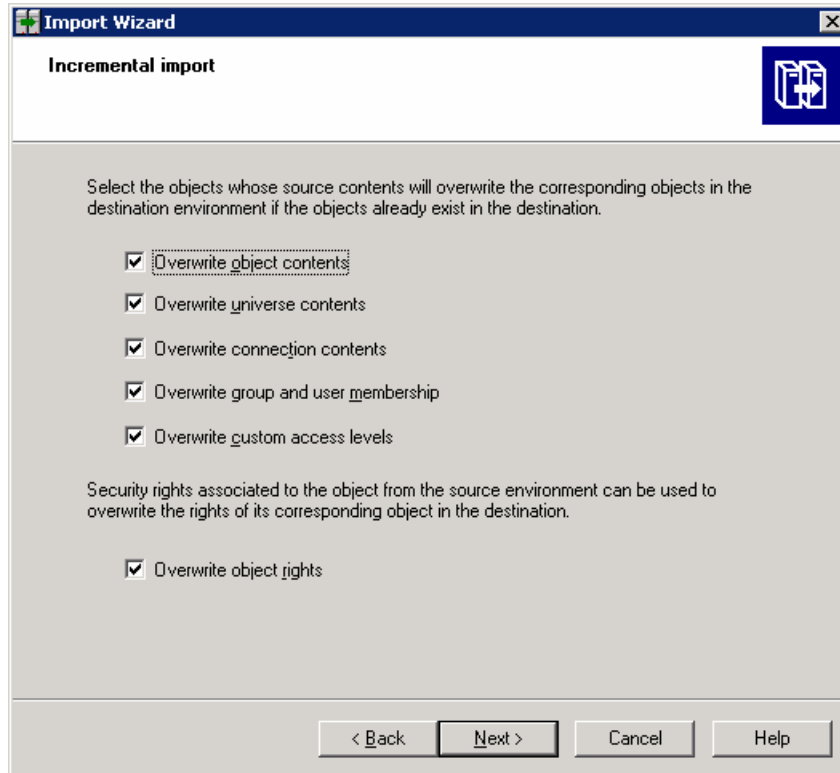 Import Wizard
Incremental import
Select the objects whose source contents will overwrite the corresponding objects in the
destination environment if the objects already exist in the destination.
Overwrite object contents
Overwrite universe contents
Overwrite connection contents
Overwrite group and user membership
Overwrite custom access levels
Security rights associated to the object from the source environment can be used to
overwrite the rights of its corresponding object in the destination.
Overwrite object rights
< Back Next > Cancel Help